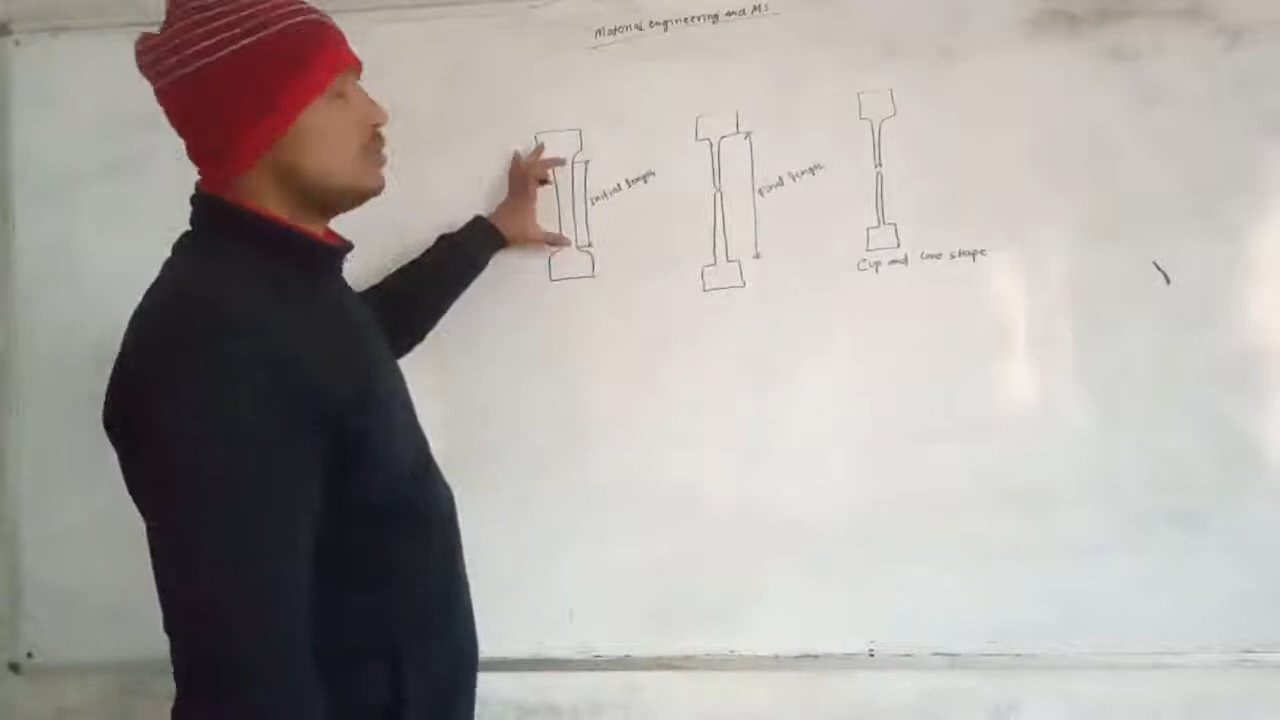 Material engineering and MS
Initial length
Final length
Cup and Cone shape